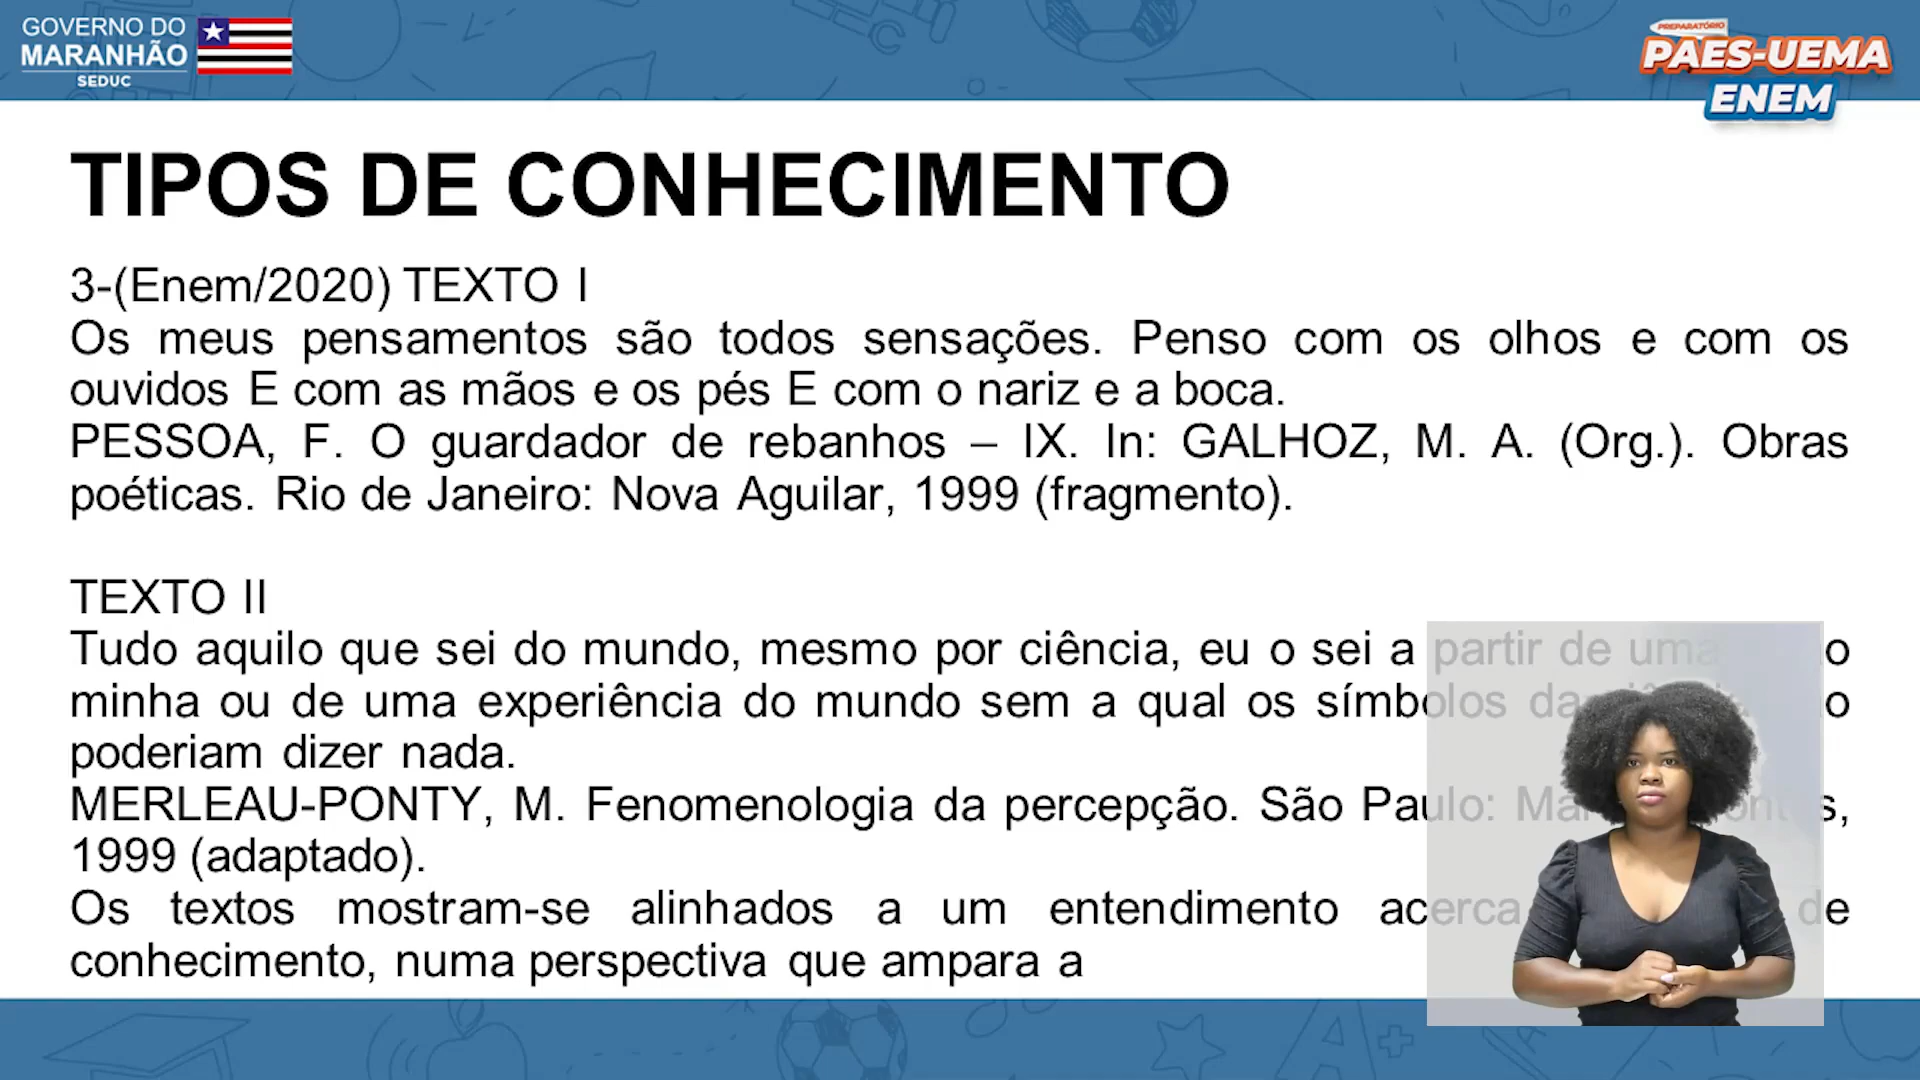 GOVERNO DO
MARANHÃO
SEDUC
PREPARATÓRIO
PAES-UEMA
ENEM
TIPOS DE CONHECIMENTO
3-(Enem/2020) TEXTO I
Os meus pensamentos são todos sensações. Penso com os olhos e com os
ouvidos E com as mãos e os pés E com o nariz e a boca.
PESSOA, F. O guardador de rebanhos – IX. In: GALHOZ, M. A. (Org.). Obras
poéticas. Rio de Janeiro: Nova Aguilar, 1999 (fragmento).
TEXTO II
Tudo aquilo que sei do mundo, mesmo por ciência, eu o sei a partir de uma
minha ou de uma experiência do mundo sem a qual os símbolos da
poderiam dizer nada.
MERLEAU-PONTY, M. Fenomenologia da percepção. São Paulo:
1999 (adaptado).
Os textos mostram-se alinhados a um entendimento acerca de
conhecimento, numa perspectiva que ampara a